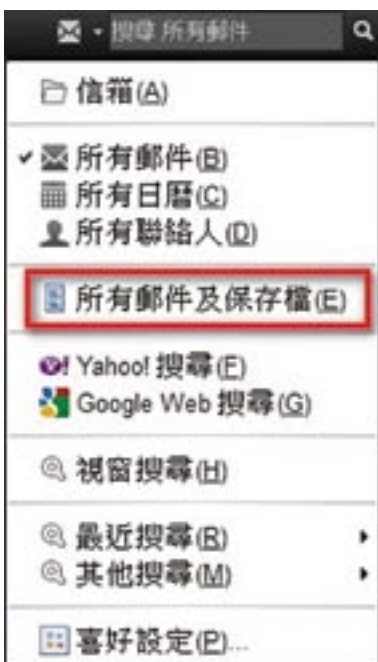 搜尋 所有郵件
信箱(A)
所有郵件(B)
所有日曆(C)
所有聯絡人(D)
所有郵件及保存檔(E)
Yahoo! 搜尋(F)
Google Web 搜尋(G)
視窗搜尋(H)
最近搜尋(R)
其他搜尋(M)
喜好設定(P)...